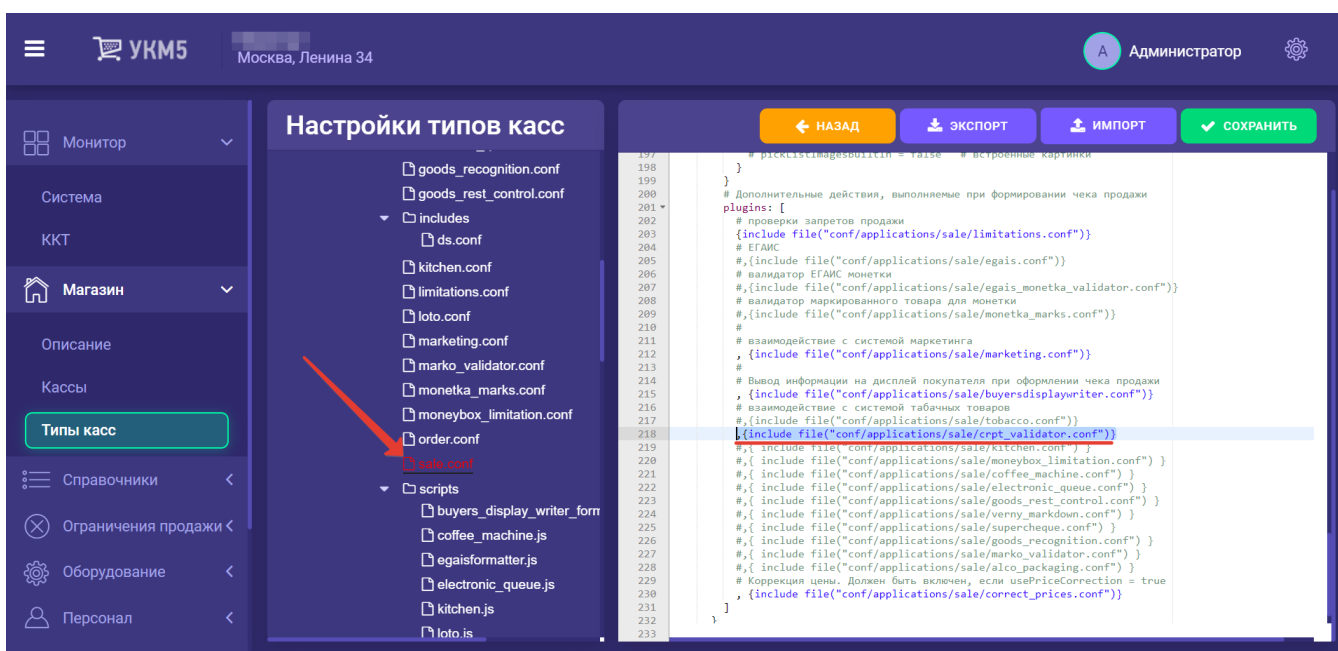 УКМ5
Москва, Ленина 34
А
Администратор
Монитор
Система
ККТ
Магазин
Описание
Кассы
Типы касс
Справочники
Ограничения продажи
Оборудование
Персонал
Настройки типов касс
goods_recognition.conf
goods_rest_control.conf
includes
ds.conf
kitchen.conf
limitations.conf
loto.conf
marketing.conf
marko_validator.conf
monetka_marks.conf
moneybox_limitation.conf
order.conf
sale.conf
scripts
buyers_display_writer_form
coffee_machine.js
egaisformatter.js
electronic_queue.js
kitchen.js
loto.js
НАЗАД
ЭКСПОРТ
ИМПОРТ
СОХРАНИТЬ
197 # pickListImagesBuiltin = false # встроенные картинки
198 }
199 }
200 # Дополнительные действия, выполняемые при формировании чека продажи
201 plugins: [
202 # проверки запретов продажи
203 {include file("conf/applications/sale/limitations.conf")}
204 # ЕГАИС
205 #,{include file("conf/applications/sale/egais.conf")}
206 # валидатор ЕГАИС монетки
207 #,{include file("conf/applications/sale/egais_monetka_validator.conf")}
208 # валидатор маркированного товара для монетки
209 #,{include file("conf/applications/sale/monetka_marks.conf")}
210 #
211 # взаимодействие с системой маркетинга
212 , {include file("conf/applications/sale/marketing.conf")}
213 #
214 # Вывод информации на дисплей покупателя при оформлении чека продажи
215 , {include file("conf/applications/sale/buyersdisplaywriter.conf")}
216 # взаимодействие с системой табачных товаров
217 #,{include file("conf/applications/sale/tobacco.conf")}
218 ,{include file("conf/applications/sale/crpt_validator.conf")}
219 #,{ include file("conf/applications/sale/kitchen.conf") }
220 #,{ include file("conf/applications/sale/moneybox_limitation.conf") }
221 #,{ include file("conf/applications/sale/coffee_machine.conf") }
222 #,{ include file("conf/applications/sale/electronic_queue.conf") }
223 #,{ include file("conf/applications/sale/goods_rest_control.conf") }
224 #,{ include file("conf/applications/sale/verny_markdown.conf") }
225 #,{ include file("conf/applications/sale/supercheque.conf") }
226 #,{ include file("conf/applications/sale/goods_recognition.conf") }
227 #,{ include file("conf/applications/sale/marko_validator.conf") }
228 #,{ include file("conf/applications/sale/alco_packaging.conf") }
229 # Коррекция цены. Должен быть включен, если usePriceCorrection = true
230 , {include file("conf/applications/sale/correct_prices.conf")}
231 ]
232 }
233